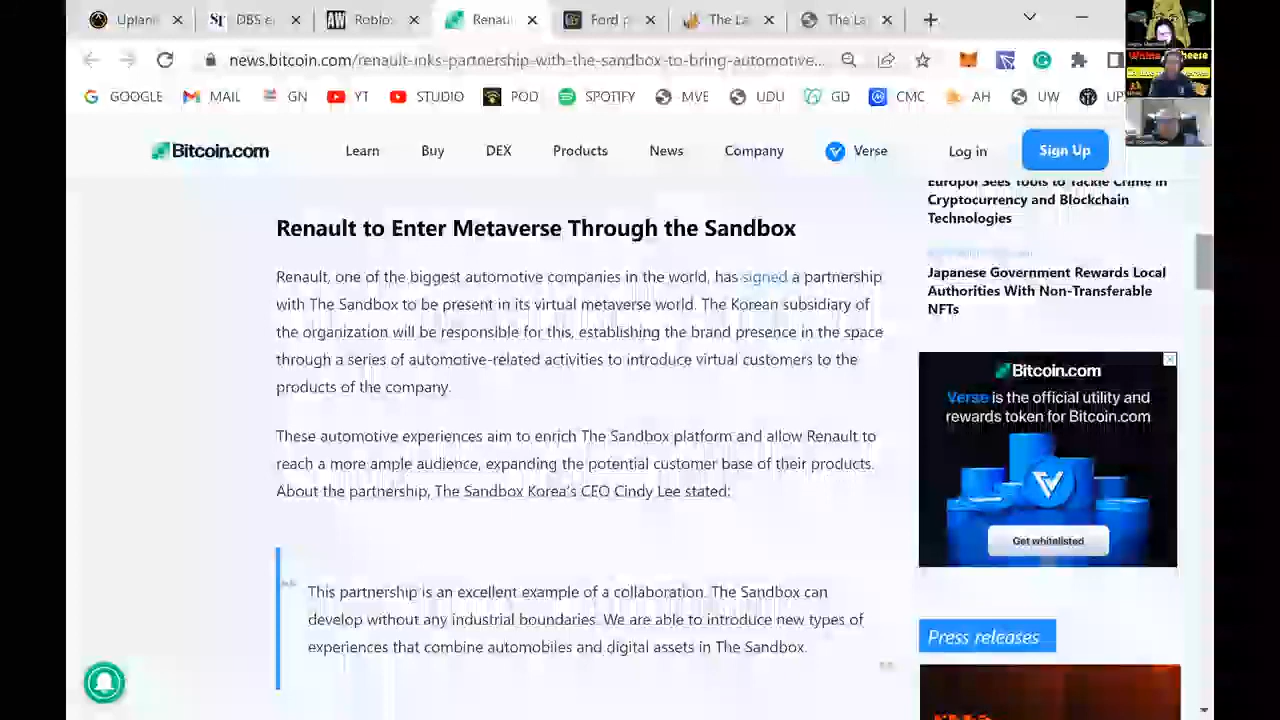 Uplan
DBS e
Roblo
Renaul
Ford p
The La
The La
news.bitcoin.com/renault-in-partnership-with-the-sandbox-to-bring-automotive...
GOOGLE MAIL GN IT STUDIO POD SPOTIFY MVE UDU GD CMC AH UW
Bitcoin.com Learn Buy DEX Products News Company Verse Log in Sign Up
Europol Sees Tools to Tackle Crime in
Cryptocurrency and Blockchain
Technologies
Japanese Government Rewards Local
Authorities With Non-Transferable
NFTs
Renault to Enter Metaverse Through the Sandbox
Renault, one of the biggest automotive companies in the world, has signed a partnership
with The Sandbox to be present in its virtual metaverse world. The Korean subsidiary of
the organization will be responsible for this, establishing the brand presence in the space
through a series of automotive-related activities to introduce virtual customers to the
products of the company.
These automotive experiences aim to enrich The Sandbox platform and allow Renault to
reach a more ample audience, expanding the potential customer base of their products.
About the partnership, The Sandbox Korea's CEO Cindy Lee stated:
This partnership is an excellent example of a collaboration. The Sandbox can
develop without any industrial boundaries. We are able to introduce new types of
experiences that combine automobiles and digital assets in The Sandbox.
Bitcoin.com
Verse is the official utility and
rewards token for Bitcoin.com
Get whitelisted
Press releases